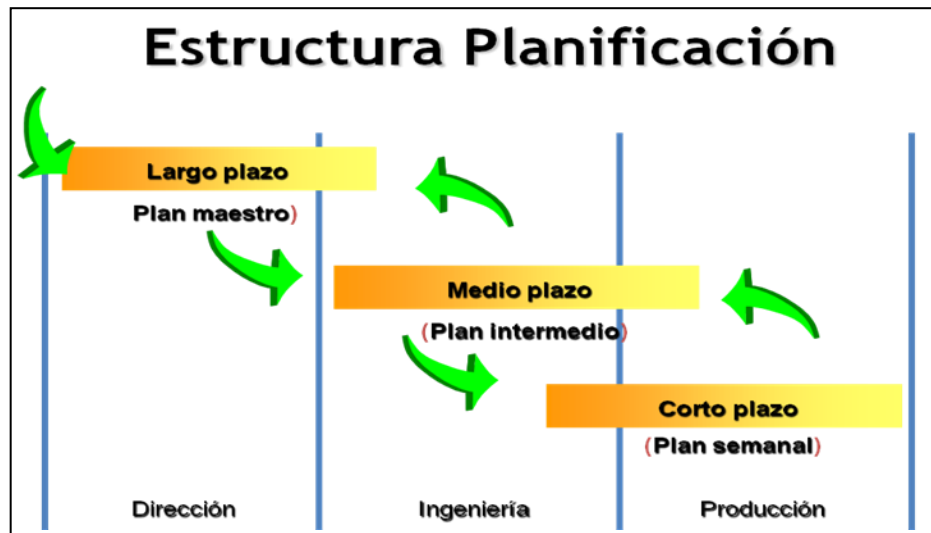 Estructura Planificación
Largo plazo
Plan maestro)
Medio plazo
(Plan intermedio)
Corto plazo
(Plan semanal)
Dirección
Ingeniería
Producción